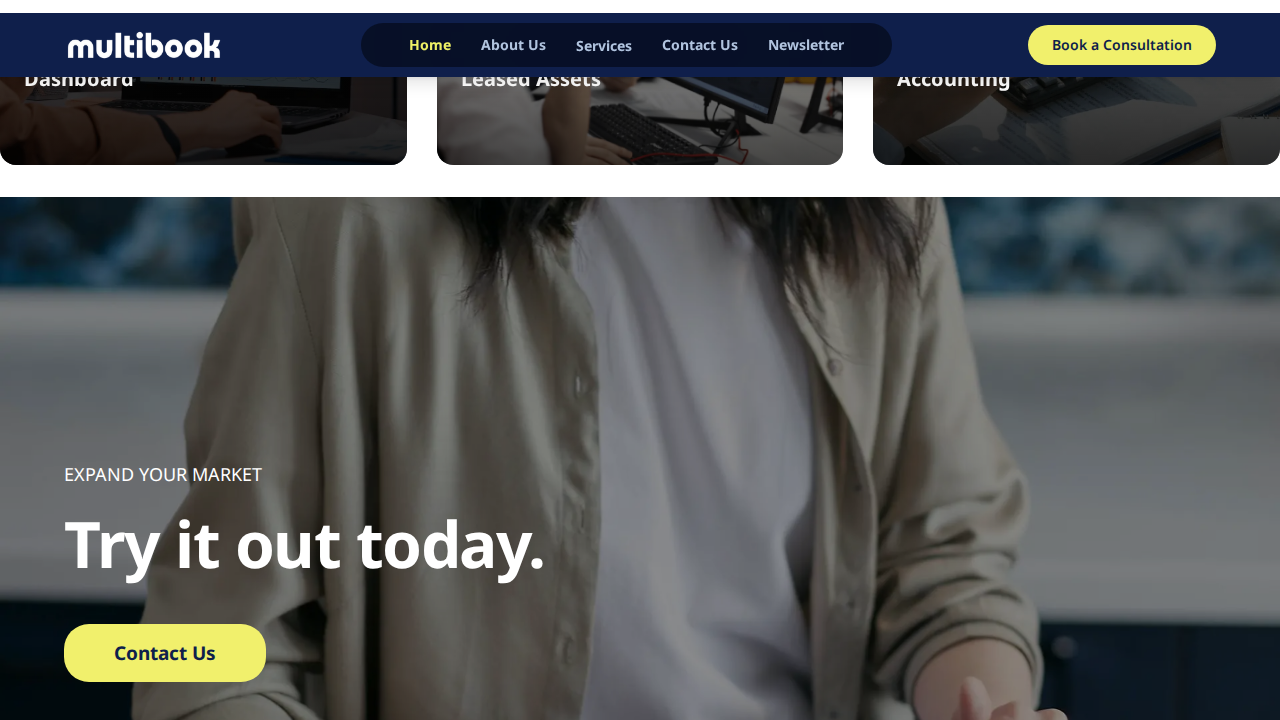 multibook
Home
About Us
Services
Contact Us
Newsletter
Book a Consultation
Dashboard
Leased Assets
Accounting
EXPAND YOUR MARKET
Try it out today.
Contact Us